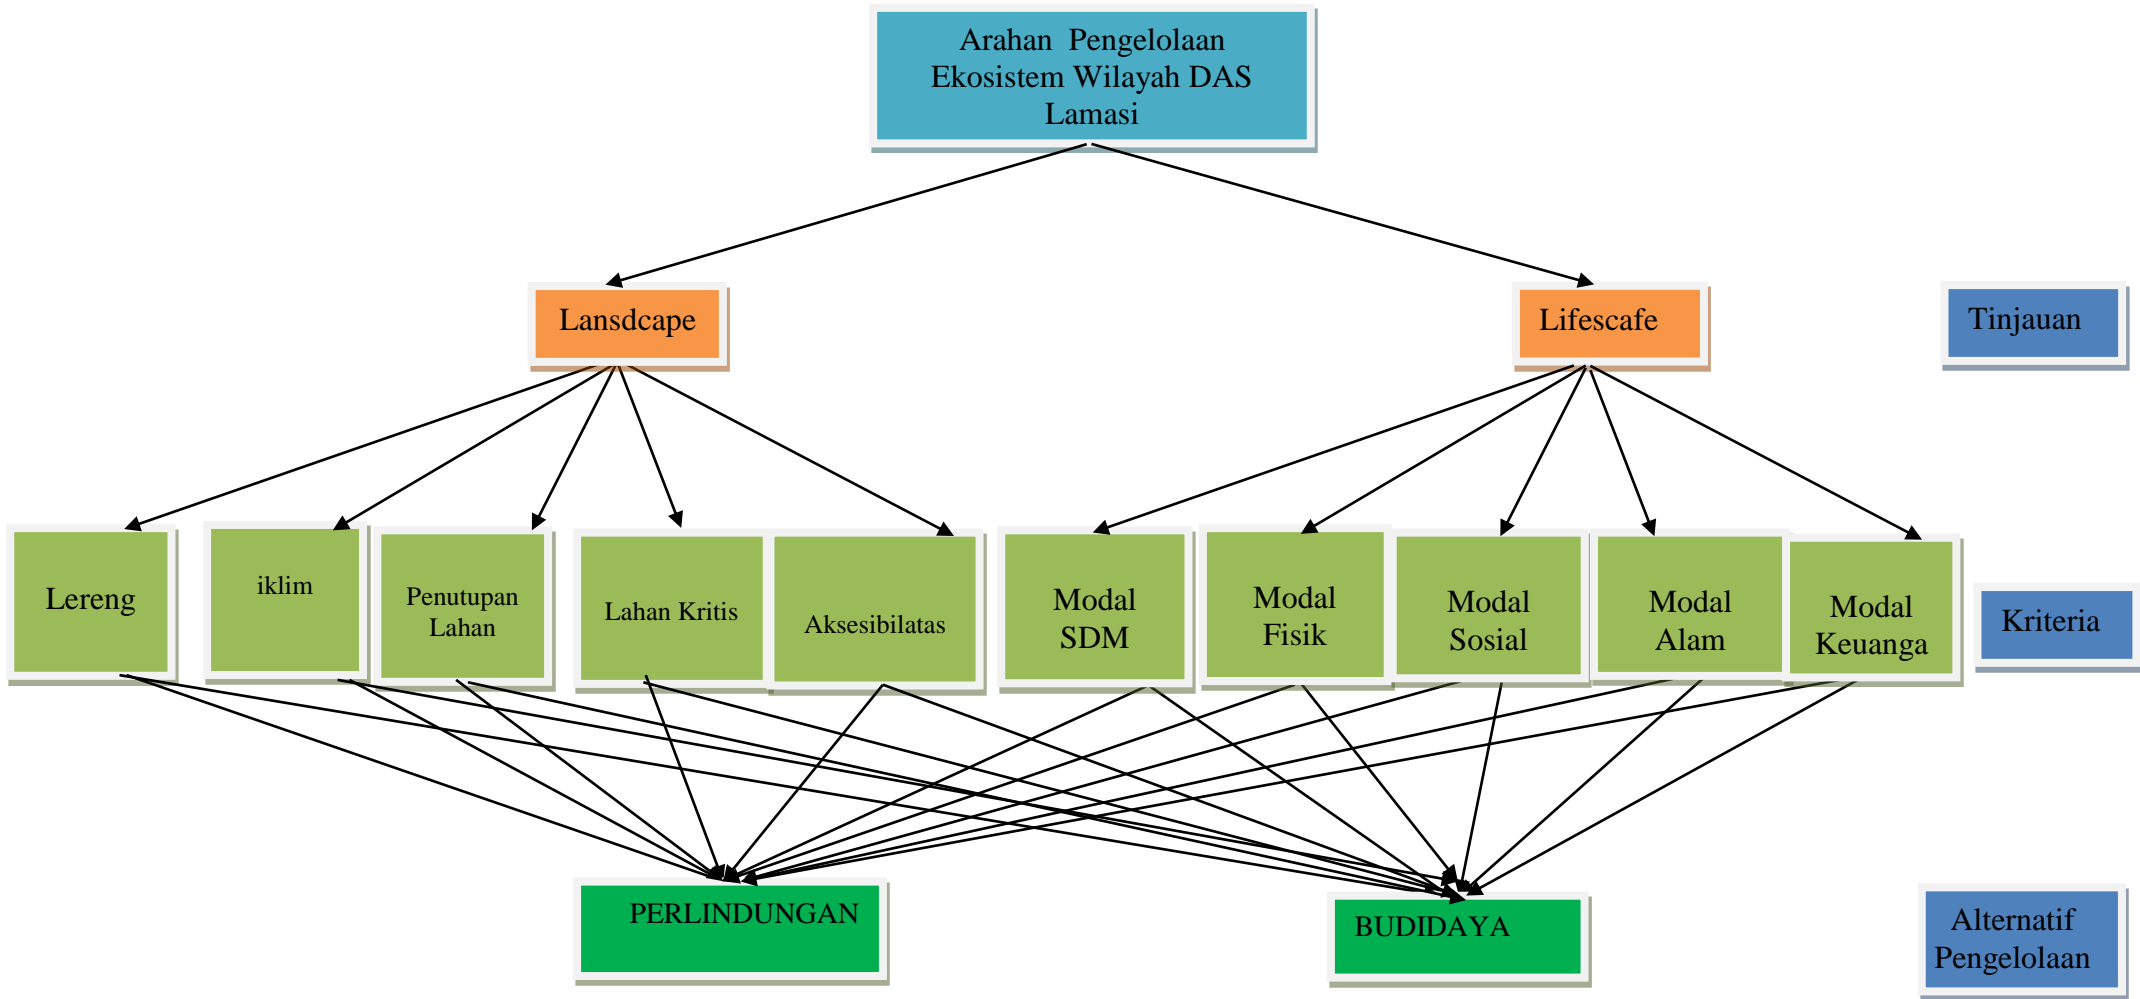 Arahan Pengelolaan
Ekosistem Wilayah DAS
Lamasi
Lansdcape
Lifescafe
Tinjauan
Lereng
iklim
Penutupan
Lahan
Lahan Kritis
Aksesibilatas
Modal
SDM
Modal
Fisik
Modal
Sosial
Modal
Alam
Modal
Keuanga
Kriteria
PERLINDUNGAN
BUDIDAYA
Alternatif
Pengelolaan